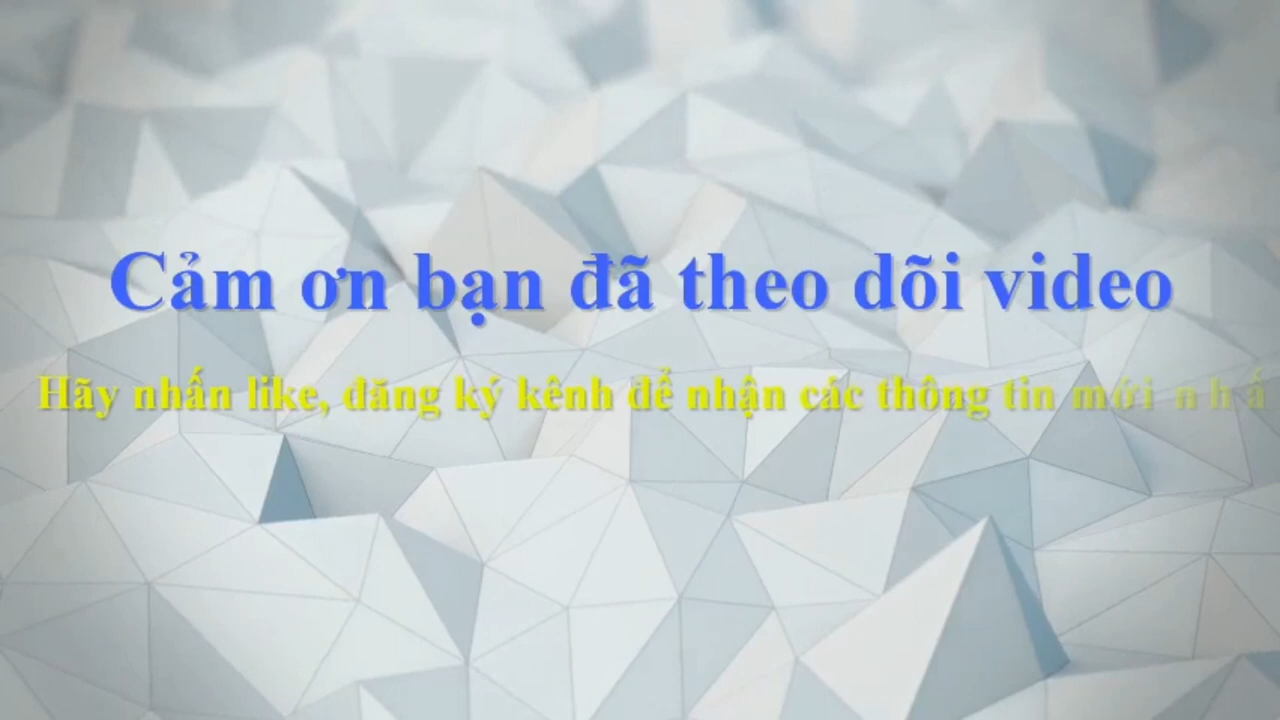 Cảm ơn bạn đã theo dõi video
Hãy nhấn like, đăng ký kênh để nhận các thông tin mới nhấ